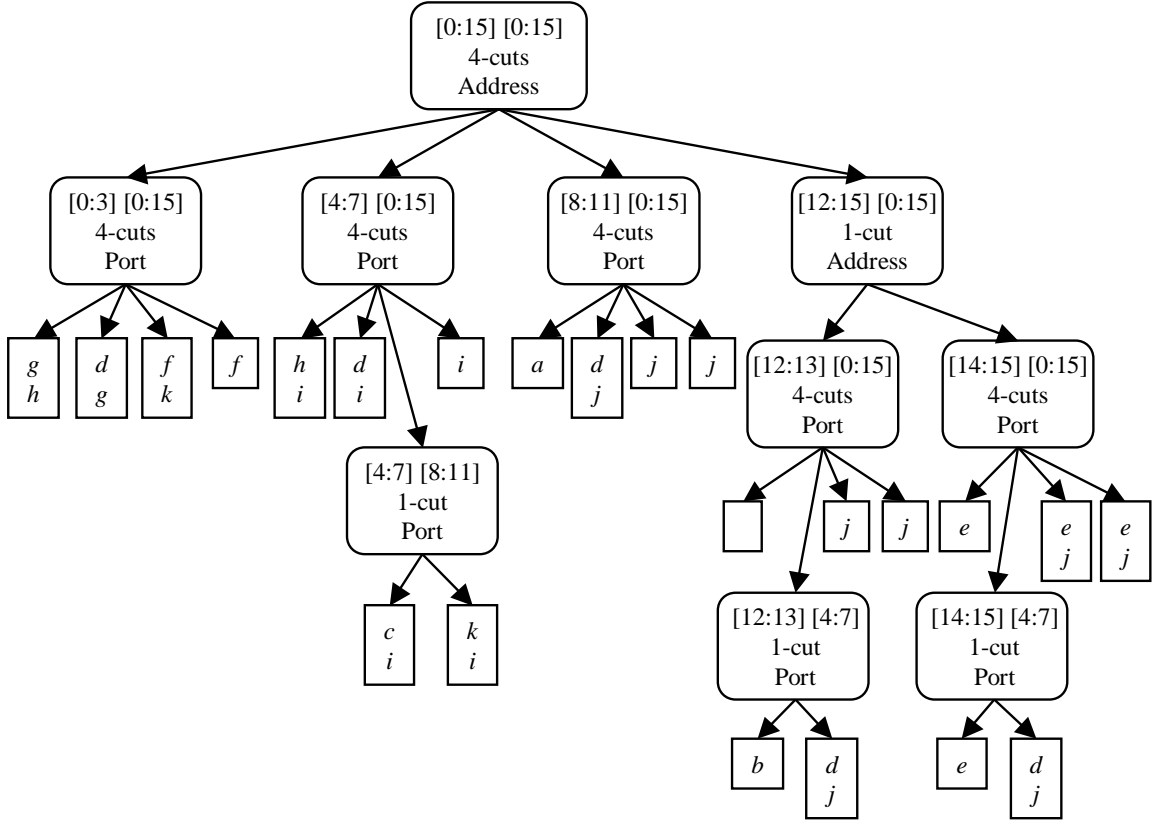 [0:15] [0:15]
4-cuts
Address
[0:3] [0:15]
4-cuts
Port
[4:7] [0:15]
4-cuts
Port
[8:11] [0:15]
4-cuts
Port
[12:15] [0:15]
1-cut
Address
g
h
d
g
f
k
f
h
i
d
i
i
a
d
j
j
j
[12:13] [0:15]
4-cuts
Port
[14:15] [0:15]
4-cuts
Port
[4:7] [8:11]
1-cut
Port
j
j
e
e
j
e
j
c
i
k
i
[12:13] [4:7]
1-cut
Port
[14:15] [4:7]
1-cut
Port
b
d
j
e
d
j